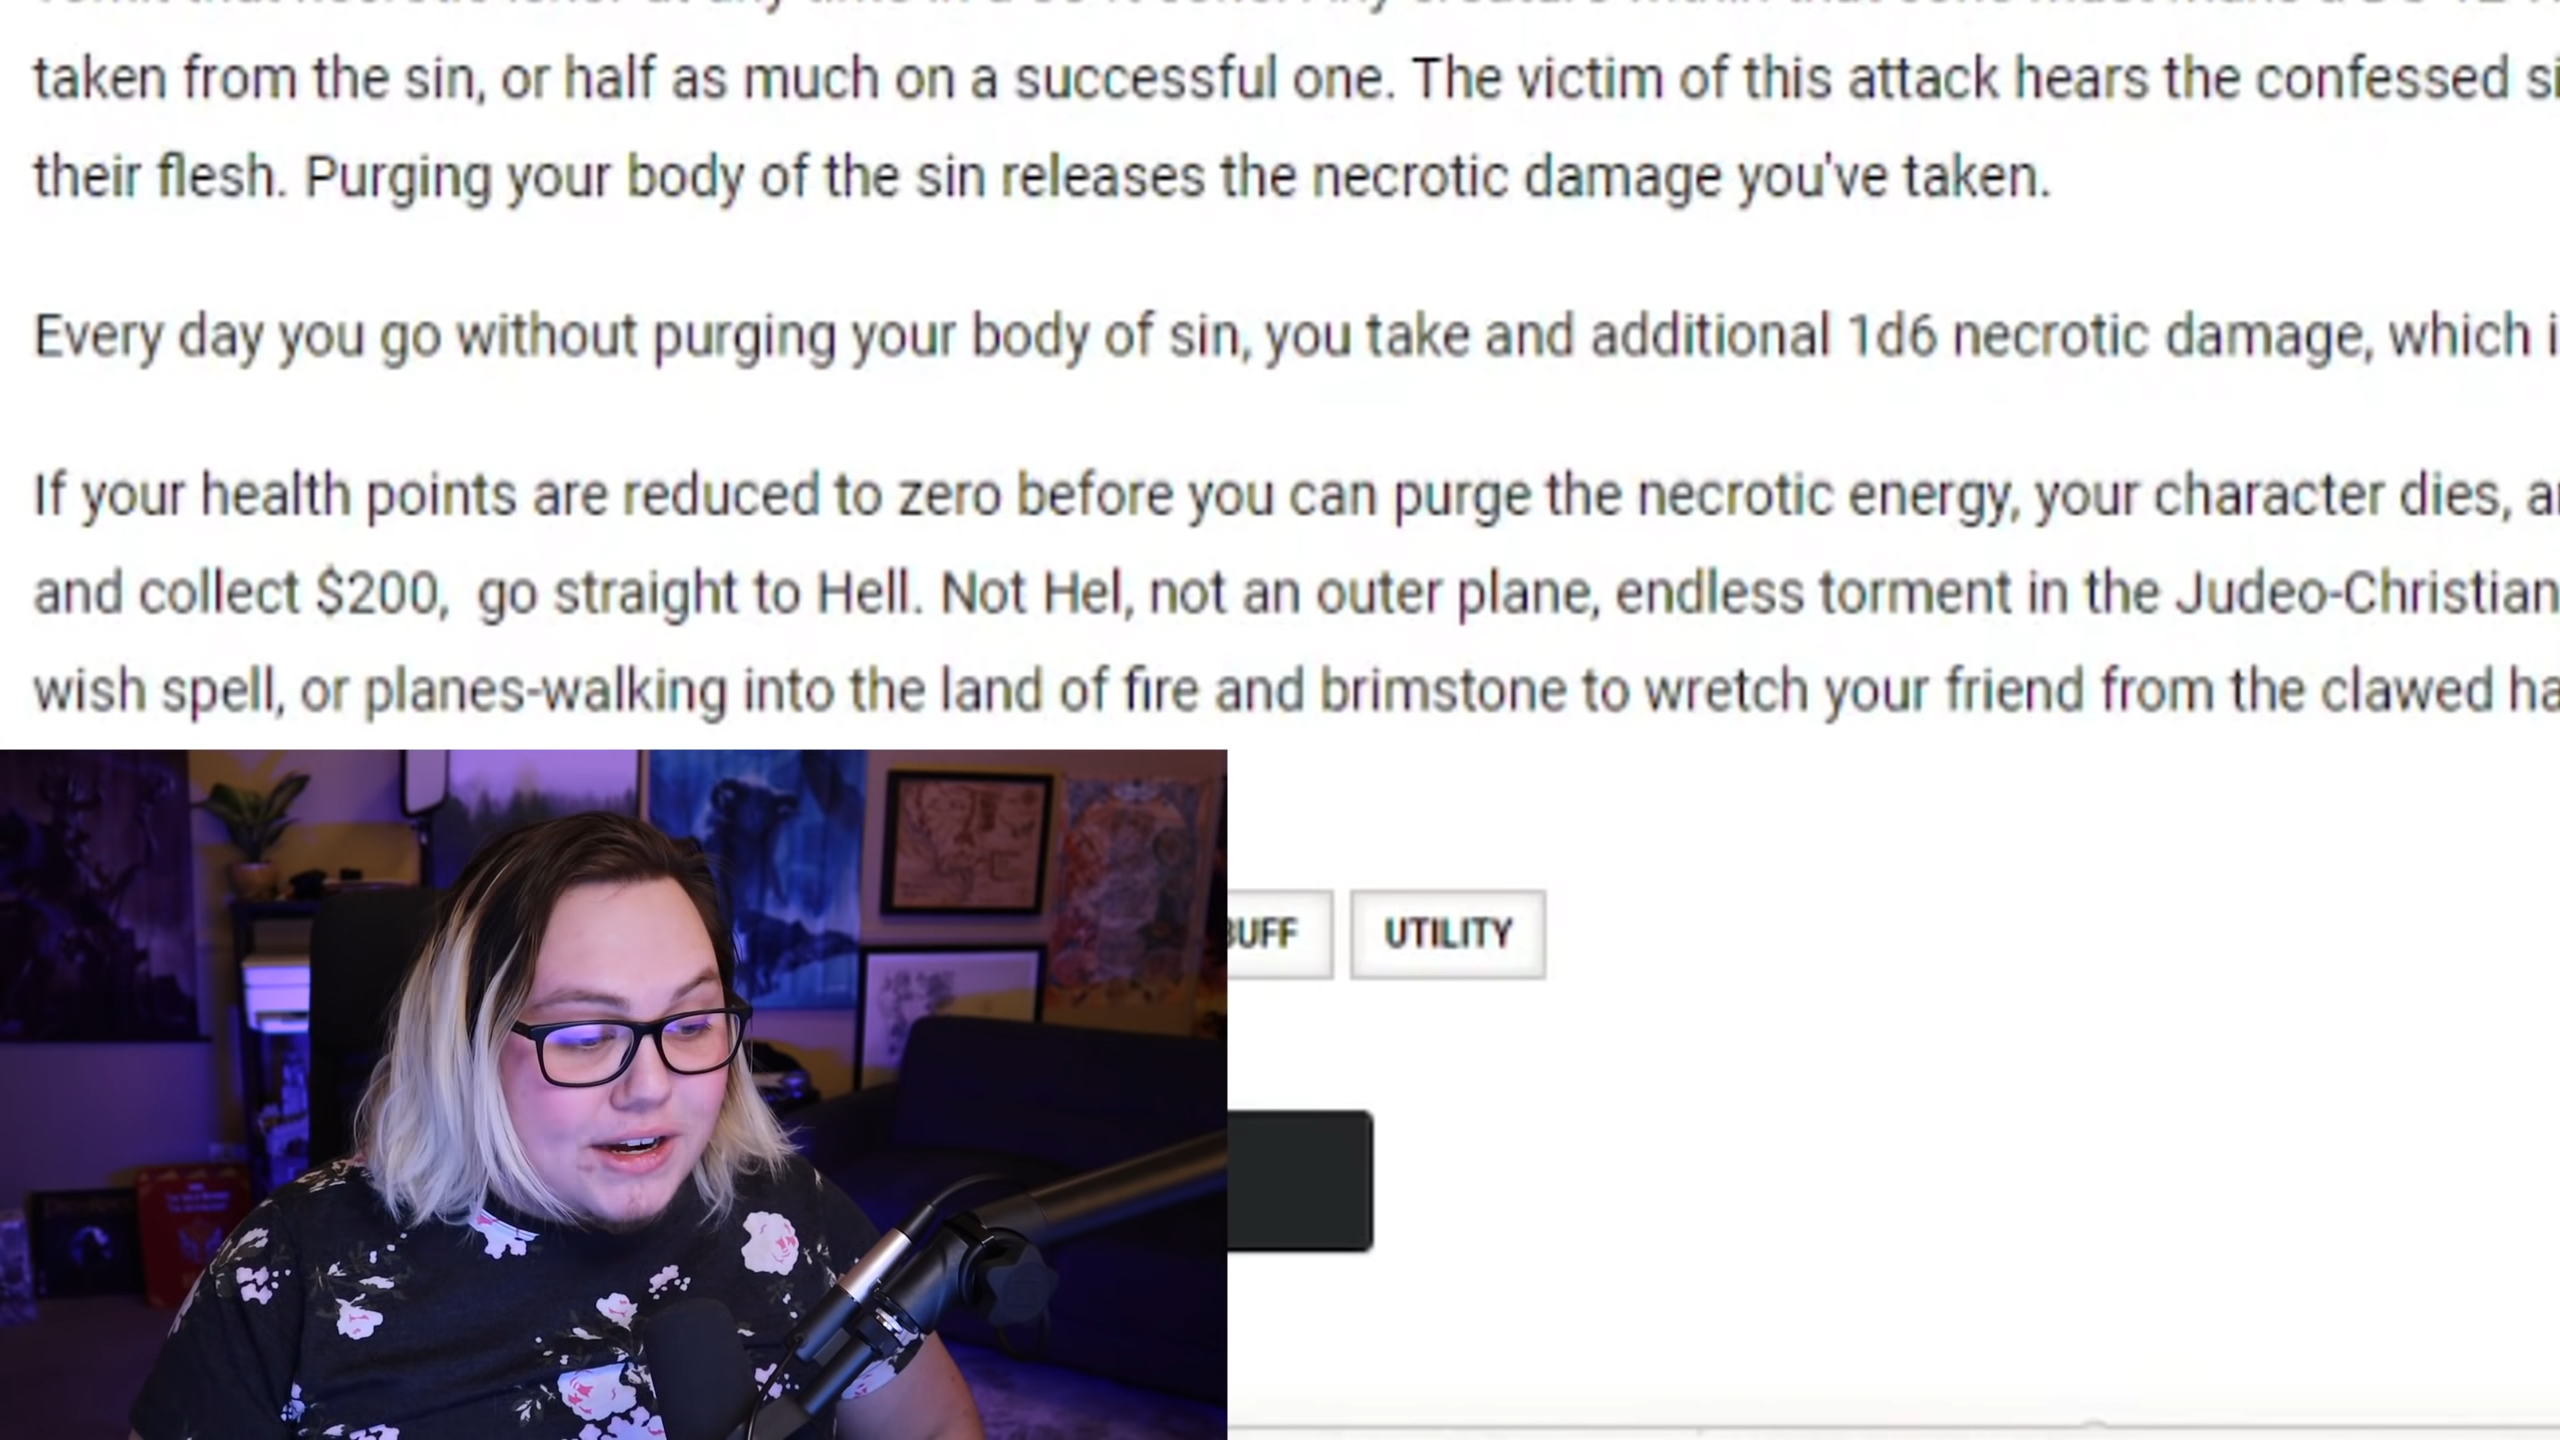 taken from the sin, or half as much on a successful one. The victim of this attack hears the confessed
their flesh. Purging your body of the sin releases the necrotic damage you've taken.
Every day you go without purging your body of sin, you take and additional 1d6 necrotic damage, which
If your health points are reduced to zero before you can purge the necrotic energy, your character dies,
and collect $200, go straight to Hell. Not Hel, not an outer plane, endless torment in the Judeo-Christian
wish spell, or planes-walking into the land of fire and brimstone to wretch your friend from the clawed
UTILITY